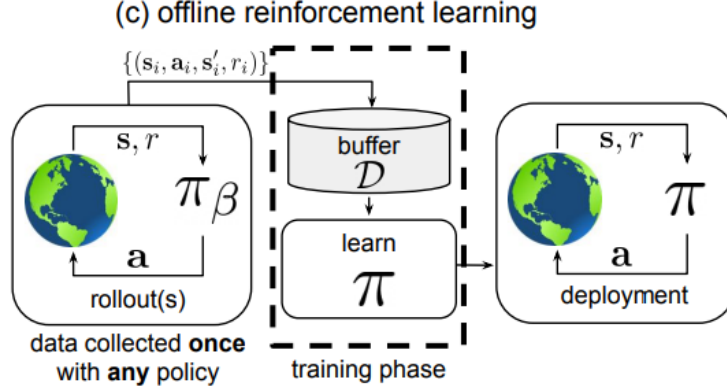 (c) offline reinforcement learning
{(s_i, a_i, s'_i, r_i)}
s, r
π_β
a
rollout(s)
data collected once
with any policy
buffer
D
learn
π
training phase
s, r
π
a
deployment